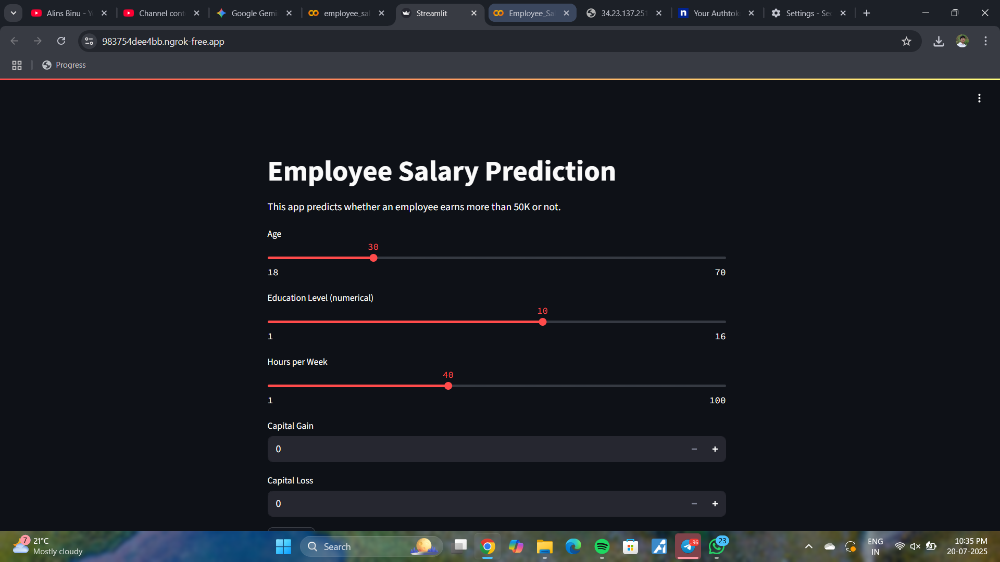 Alins Binu - Y
Channel cont
Google Gemi
employee_sal
Streamlit
Employee_Sal
34.23.137.251
Your Authtok
Settings - Sec
983754dee4bb.ngrok-free.app
Progress
Employee Salary Prediction
This app predicts whether an employee earns more than 50K or not.
Age
30
18 70
Education Level (numerical)
10
1 16
Hours per Week
40
1 100
Capital Gain
0
Capital Loss
0
7
21°C
Mostly cloudy
Search
96
23
ENG
IN
10:35 PM
20-07-2025